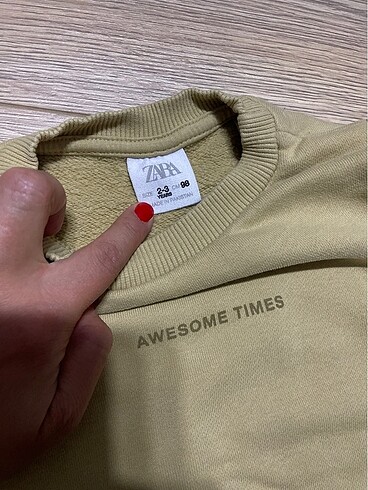 ZARA
SIZE 2-3 YEARS CM 98
MADE IN PAKISTAN
AWESOME TIMES